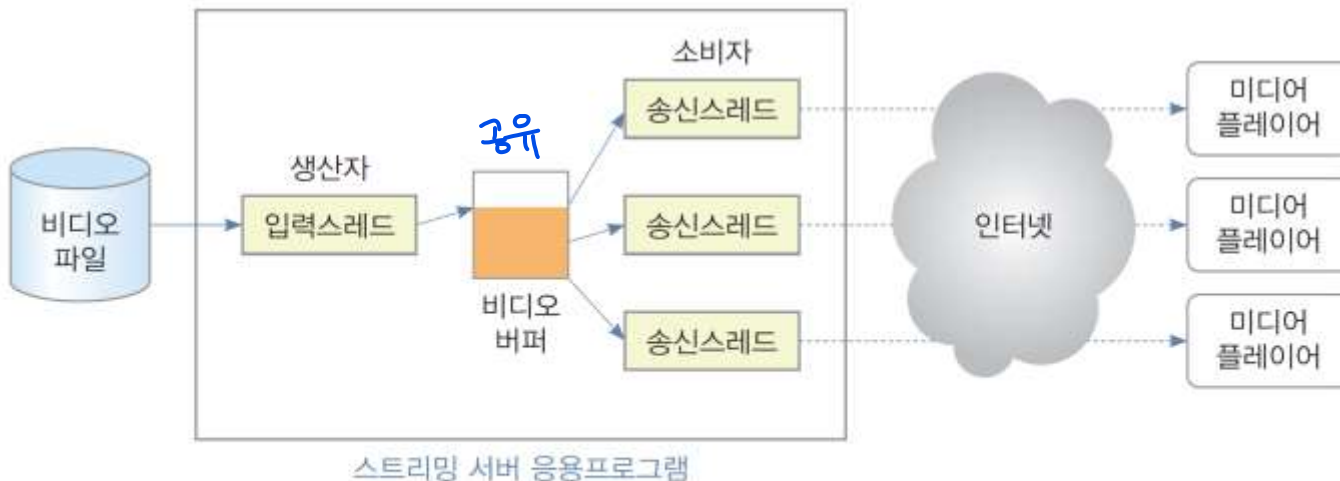 비디오
파일
생산자
입력스레드
공유
비디오
버퍼
소비자
송신스레드
송신스레드
송신스레드
인터넷
미디어
플레이어
미디어
플레이어
미디어
플레이어
스트리밍 서버 응용프로그램